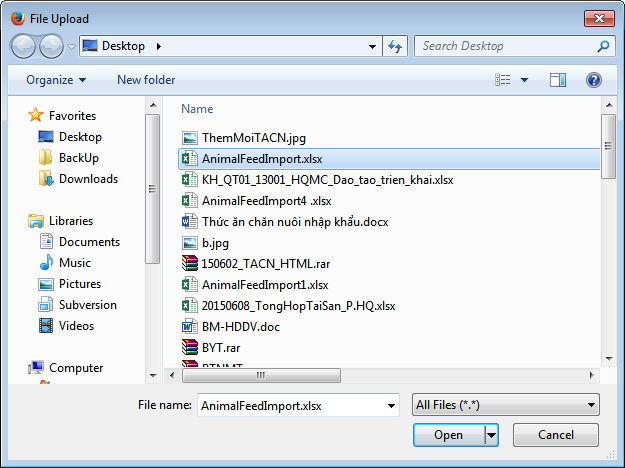 File Upload
Desktop
Search Desktop
Organize
New folder
Favorites
Desktop
BackUp
Downloads
Libraries
Documents
Music
Pictures
Subversion
Videos
Computer
Name
ThemMoiTACN.jpg
AnimalFeedImport.xlsx
KH_QT01_13001_HQMC_Dao_tao_trien_khai.xlsx
AnimalFeedImport4 .xlsx
Thức ăn chăn nuôi nhập khẩu.docx
b.jpg
150602_TACN_HTML.rar
AnimalFeedImport1.xlsx
20150608_TongHopTaiSan_P.HQ.xlsx
BM-HDDV.doc
BYT.rar
File name: AnimalFeedImport.xlsx
All Files (*.*)
Open
Cancel